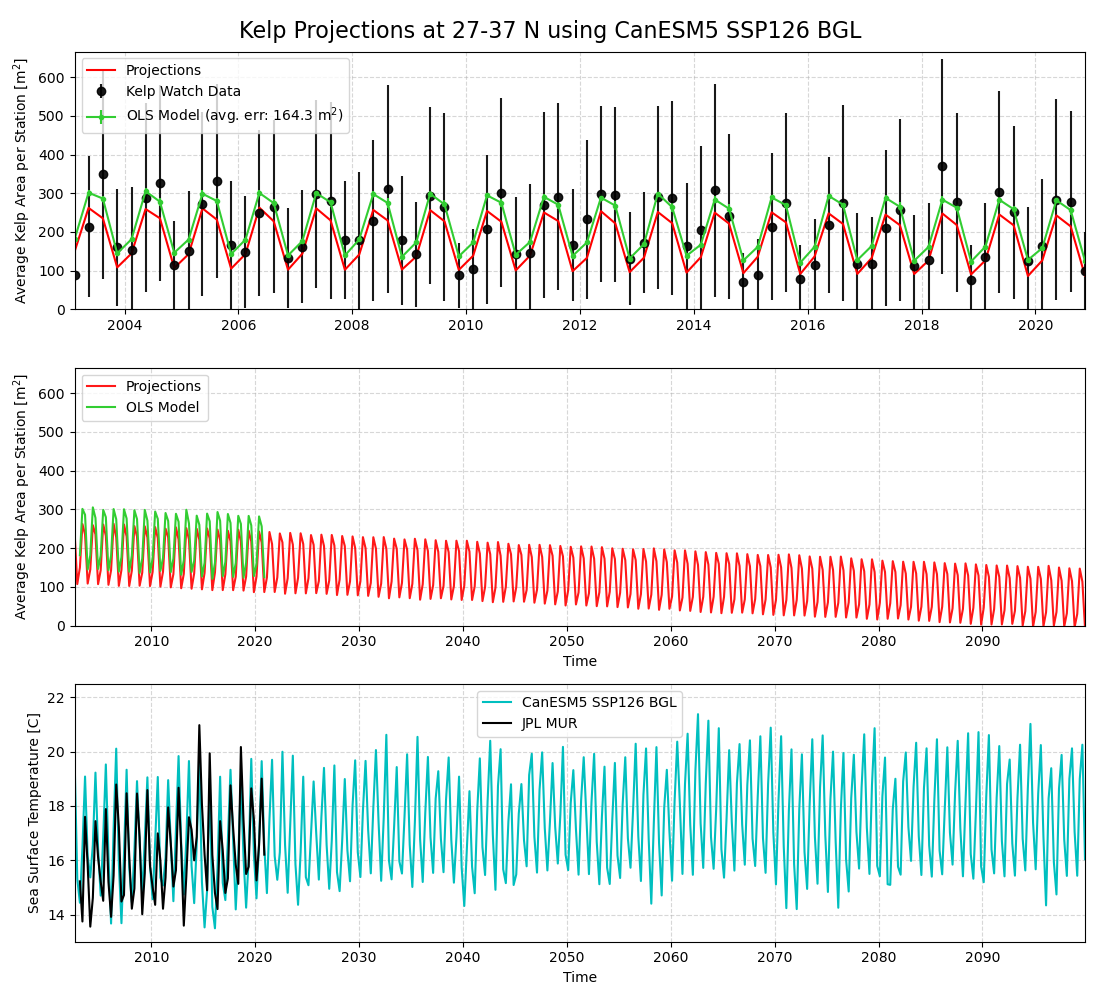 Kelp Projections at 27-37 N using CanESM5 SSP126 BGL
Average Kelp Area per Station [m²]
600
500
400
300
200
100
0
Projections
Kelp Watch Data
OLS Model (avg. err: 164.3 m²)
2004 2006 2008 2010 2012 2014 2016 2018 2020
Average Kelp Area per Station [m²]
600
500
400
300
200
100
0
Projections
OLS Model
2010 2020 2030 2040 2050 2060 2070 2080 2090
Time
Sea Surface Temperature [C]
22
20
18
16
14
CanESM5 SSP126 BGL
JPL MUR
2010 2020 2030 2040 2050 2060 2070 2080 2090
Time